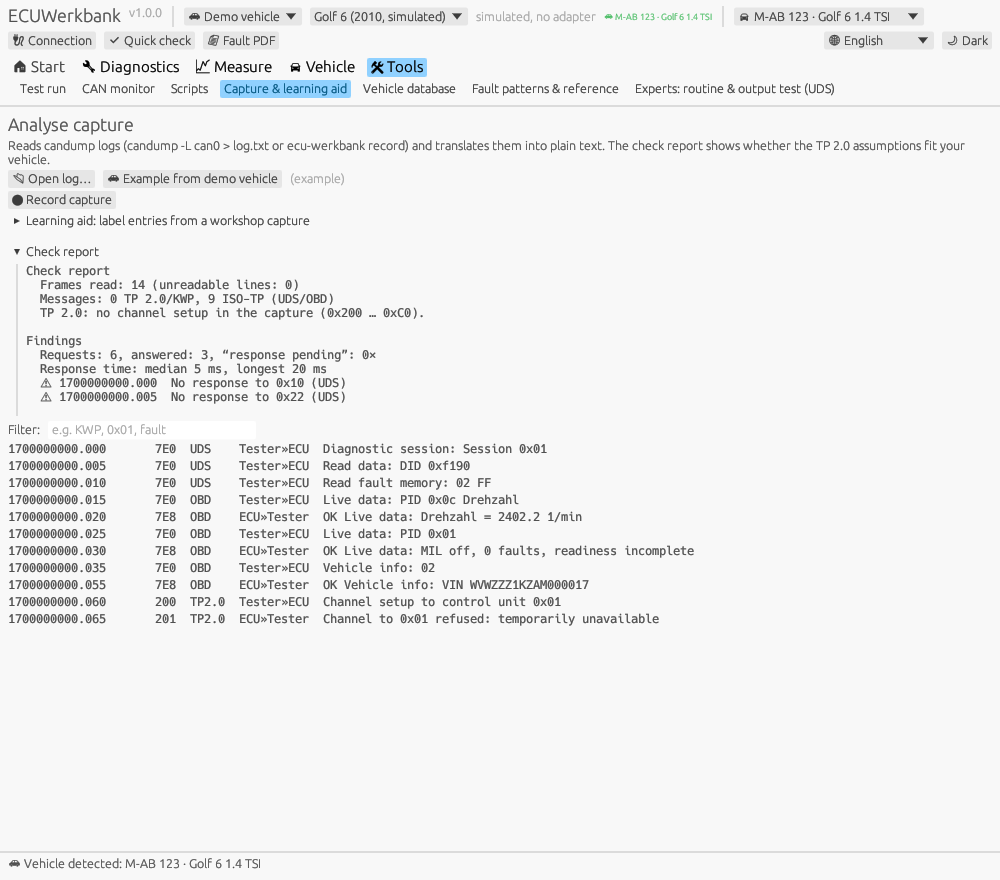 ECUWerkbank v1.0.0 Demo vehicle Golf 6 (2010, simulated) simulated, no adapter M-AB 123 · Golf 6 1.4 TSI M-AB 123 · Golf 6 1.4 TSI
Connection Quick check Fault PDF English Dark
Start Diagnostics Measure Vehicle Tools
Test run CAN monitor Scripts Capture & learning aid Vehicle database Fault patterns & reference Experts: routine & output test (UDS)
Analyse capture
Reads candump logs (candump -L can0 > log.txt or ecu-werkbank record) and translates them into plain text. The check report shows whether the TP 2.0 assumptions fit your
vehicle.
Open log… Example from demo vehicle (example)
Record capture
Learning aid: label entries from a workshop capture
Check report
Check report
Frames read: 14 (unreadable lines: 0)
Messages: 0 TP 2.0/KWP, 9 ISO-TP (UDS/OBD)
TP 2.0: no channel setup in the capture (0x200 … 0xC0).
Findings
Requests: 6, answered: 3, “response pending”: 0×
Response time: median 5 ms, longest 20 ms
⚠ 1700000000.000 No response to 0x10 (UDS)
⚠ 1700000000.005 No response to 0x22 (UDS)
Filter: e.g. KWP, 0x01, fault
1700000000.000 7E0 UDS Tester»ECU Diagnostic session: Session 0x01
1700000000.005 7E0 UDS Tester»ECU Read data: DID 0xf190
1700000000.010 7E0 UDS Tester»ECU Read fault memory: 02 FF
1700000000.015 7E0 OBD Tester»ECU Live data: PID 0x0c Drehzahl
1700000000.020 7E8 OBD ECU»Tester OK Live data: Drehzahl = 2402.2 1/min
1700000000.025 7E0 OBD Tester»ECU Live data: PID 0x01
1700000000.030 7E8 OBD ECU»Tester OK Live data: MIL off, 0 faults, readiness incomplete
1700000000.035 7E0 OBD Tester»ECU Vehicle info: 02
1700000000.055 7E8 OBD ECU»Tester OK Vehicle info: VIN WVWZZZ1KZAM000017
1700000000.060 200 TP2.0 Tester»ECU Channel setup to control unit 0x01
1700000000.065 201 TP2.0 ECU»Tester Channel to 0x01 refused: temporarily unavailable
Vehicle detected: M-AB 123 · Golf 6 1.4 TSI